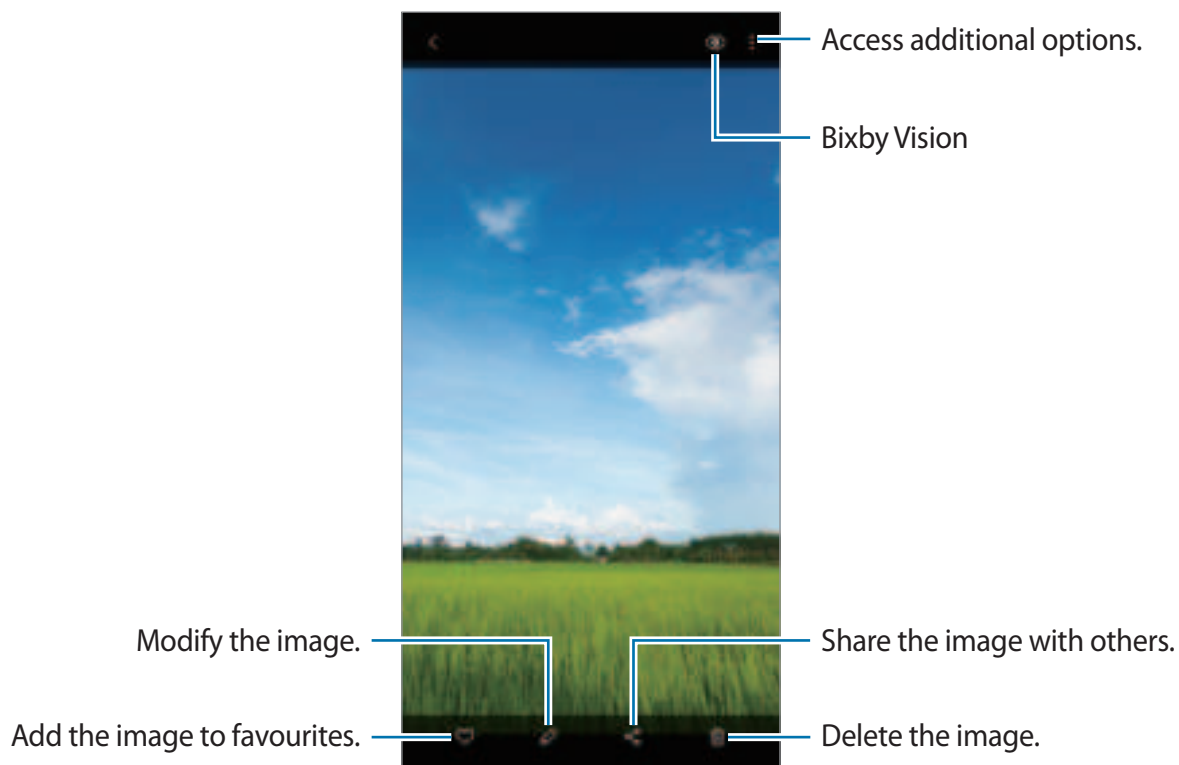 Access additional options.
Bixby Vision
Modify the image.
Share the image with others.
Add the image to favourites.
Delete the image.